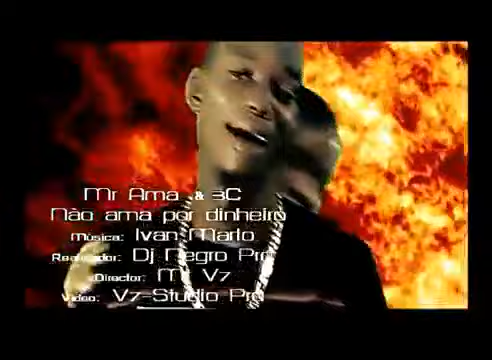 Mr Ama & 3C
Não ama por dinheiro
Música: Ivan Marlo
Realizador: Dj Negro Pro
Director: Mr V7
Video: V7-Studio Pro